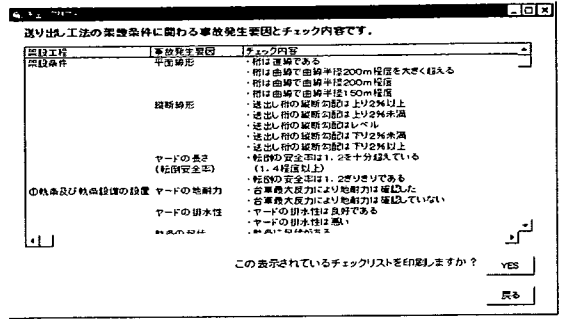 送り出し工法の架設条件に関わる事故発生要因とチェック内容です。
架設工程 事故発生要因 チェック内容
架設条件 平面線形 ・桁は直線である
・桁は曲線で曲線半径200m程度を大きく超える
・桁は曲線で曲線半径200m程度
・桁は曲線で曲線半径150m程度
縦断線形 ・送出し桁の縦断勾配は上り2%以上
・送出し桁の縦断勾配は上り2%未満
・送出し桁の縦断勾配はレベル
・送出し桁の縦断勾配は下り2%未満
・送出し桁の縦断勾配は下り2%以上
ヤードの長さ ・転倒の安全率は1.2を十分超えている
(転倒安全率) (1.4程度以上)
・転倒の安全率は1.2ぎりぎりである
①軌条及び軌条設備の設置 ヤードの地耐力 ・台車最大反力により地耐力は確認した
・台車最大反力により地耐力は確認していない
ヤードの排水性 ・ヤードの排水性は良好である
・ヤードの排水性は悪い
この表示されているチェックリストを印刷しますか? YES
戻る